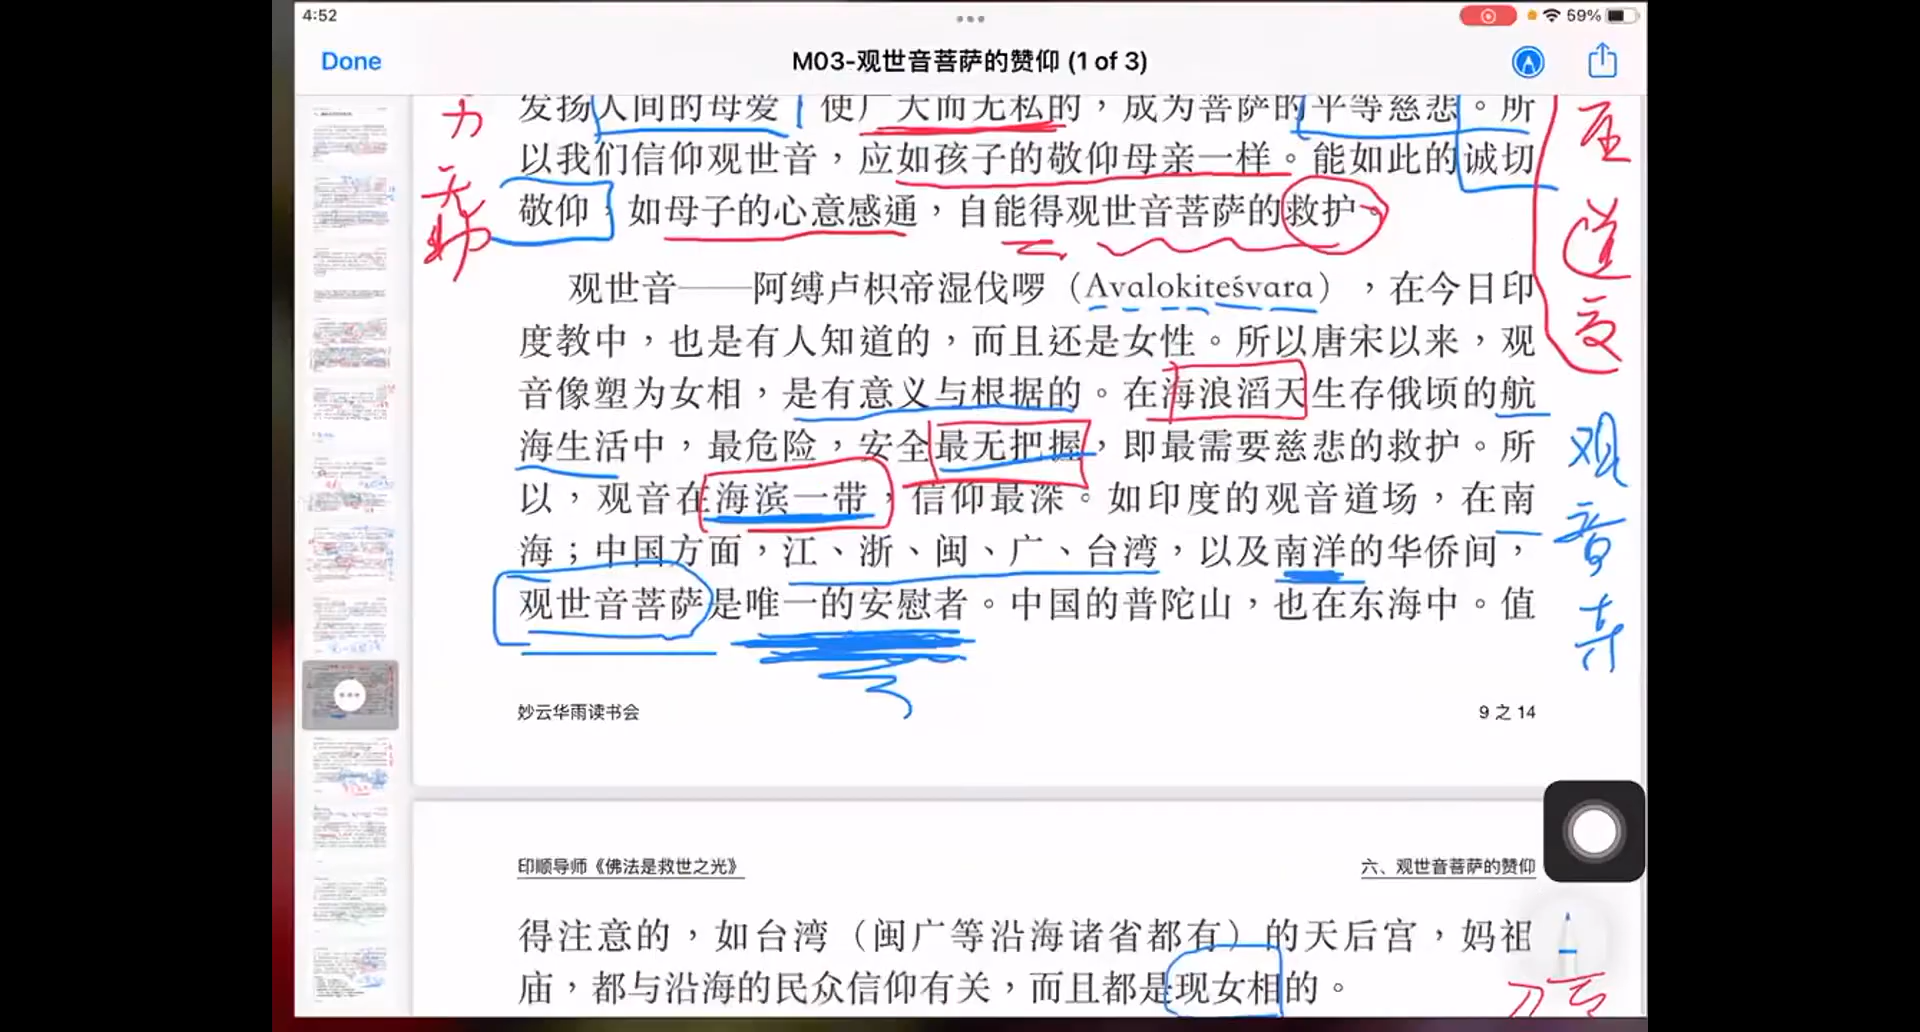 4:52
59%
Done
M03-观世音菩萨的赞仰 (1 of 3)
发扬人间的母爱 使广大而无私的，成为菩萨的平等慈悲。所
以我们信仰观世音，应如孩子的敬仰母亲一样。能如此的诚切
敬仰，如母子的心意感通，自能得观世音菩萨的救护。
观世音——阿缚卢枳帝湿伐啰（Avalokiteśvara），在今日印
度教中，也是有人知道的，而且还是女性。所以唐宋以来，观
音像塑为女相，是有意义与根据的。在海浪滔天生存俄顷的航
海生活中，最危险，安全最无把握，即最需要慈悲的救护。所
以，观音在海滨一带，信仰最深。如印度的观音道场，在南
海；中国方面，江、浙、闽、广、台湾，以及南洋的华侨间，
观世音菩萨是唯一的安慰者。中国的普陀山，也在东海中。值
妙云华雨读书会
9 之 14
印顺导师《佛法是救世之光》
六、观世音菩萨的赞仰
得注意的，如台湾（闽广等沿海诸省都有）的天后宫，妈祖
庙，都与沿海的民众信仰有关，而且都是现女相的。
力
道
观
音